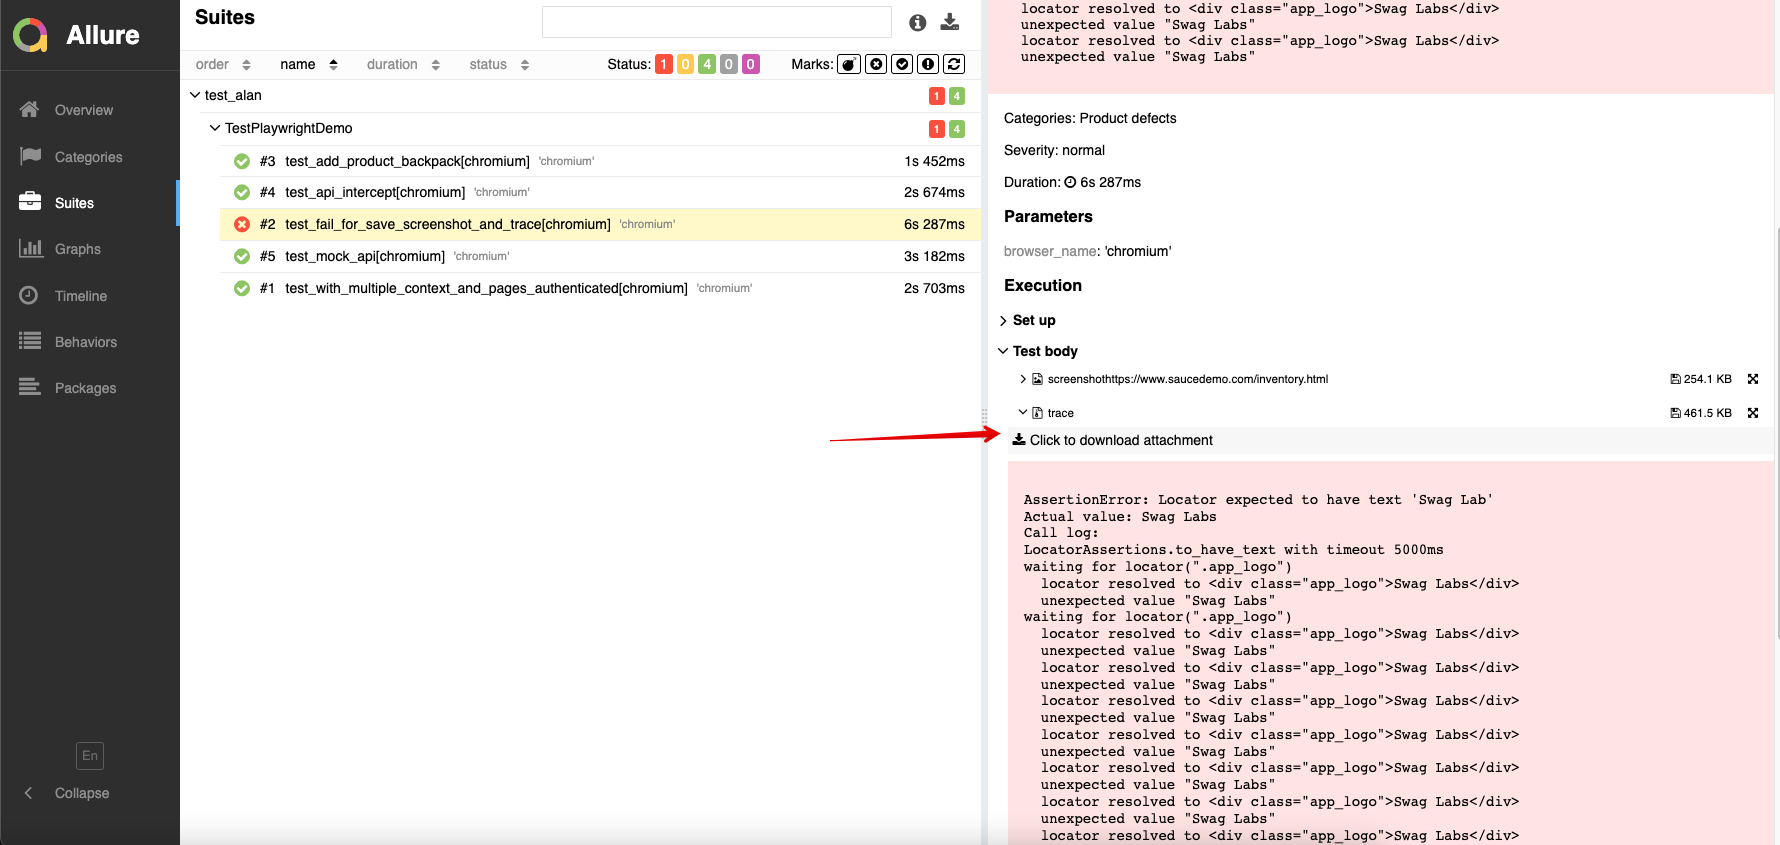 Allure
Overview
Categories
Suites
Graphs
Timeline
Behaviors
Packages
En
Collapse
Suites
order name duration status Status: 1 0 4 0 0 Marks:
test_alan 1 4
TestPlaywrightDemo 1 4
#3 test_add_product_backpack[chromium] 'chromium' 1s 452ms
#4 test_api_intercept[chromium] 'chromium' 2s 674ms
#2 test_fail_for_save_screenshot_and_trace[chromium] 'chromium' 6s 287ms
#5 test_mock_api[chromium] 'chromium' 3s 182ms
#1 test_with_multiple_context_and_pages_authenticated[chromium] 'chromium' 2s 703ms
locator resolved to <div class="app_logo">Swag Labs</div>
unexpected value "Swag Labs"
locator resolved to <div class="app_logo">Swag Labs</div>
unexpected value "Swag Labs"
Categories: Product defects
Severity: normal
Duration: 6s 287ms
Parameters
browser_name: 'chromium'
Execution
Set up
Test body
screenshothttps://www.saucedemo.com/inventory.html 254.1 KB
trace 461.5 KB
Click to download attachment
AssertionError: Locator expected to have text 'Swag Lab'
Actual value: Swag Labs
Call log:
LocatorAssertions.to_have_text with timeout 5000ms
waiting for locator(".app_logo")
locator resolved to <div class="app_logo">Swag Labs</div>
unexpected value "Swag Labs"
waiting for locator(".app_logo")
locator resolved to <div class="app_logo">Swag Labs</div>
unexpected value "Swag Labs"
locator resolved to <div class="app_logo">Swag Labs</div>
unexpected value "Swag Labs"
locator resolved to <div class="app_logo">Swag Labs</div>
unexpected value "Swag Labs"
locator resolved to <div class="app_logo">Swag Labs</div>
unexpected value "Swag Labs"
locator resolved to <div class="app_logo">Swag Labs</div>
unexpected value "Swag Labs"
locator resolved to <div class="app_logo">Swag Labs</div>
unexpected value "Swag Labs"
locator resolved to <div class="app_logo">Swag Labs</div>